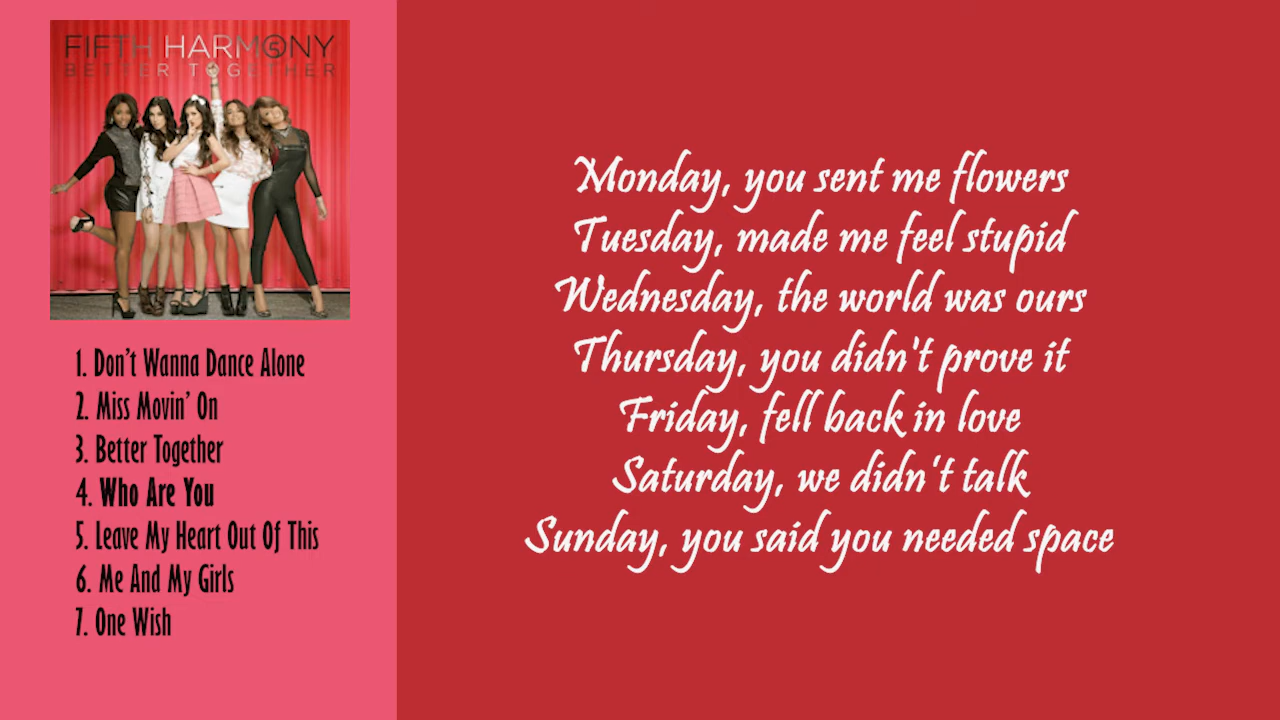 FIFTH HARMONY
BETTER TOGETHER
1. Don't Wanna Dance Alone
2. Miss Movin' On
3. Better Together
4. Who Are You
5. Leave My Heart Out Of This
6. Me And My Girls
7. One Wish
Monday, you sent me flowers
Tuesday, made me feel stupid
Wednesday, the world was ours
Thursday, you didn't prove it
Friday, fell back in love
Saturday, we didn't talk
Sunday, you said you needed space